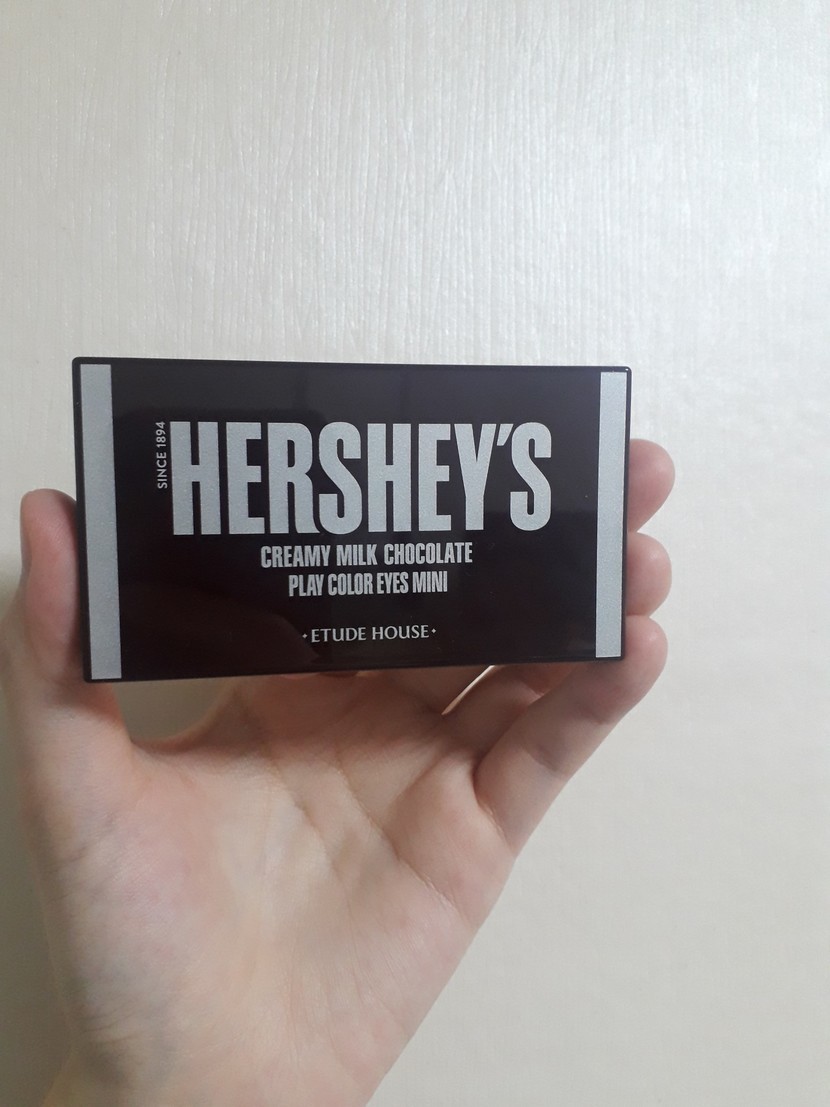 SINCE 1894
HERSHEY'S
CREAMY MILK CHOCOLATE
PLAY COLOR EYES MINI
•ETUDE HOUSE•